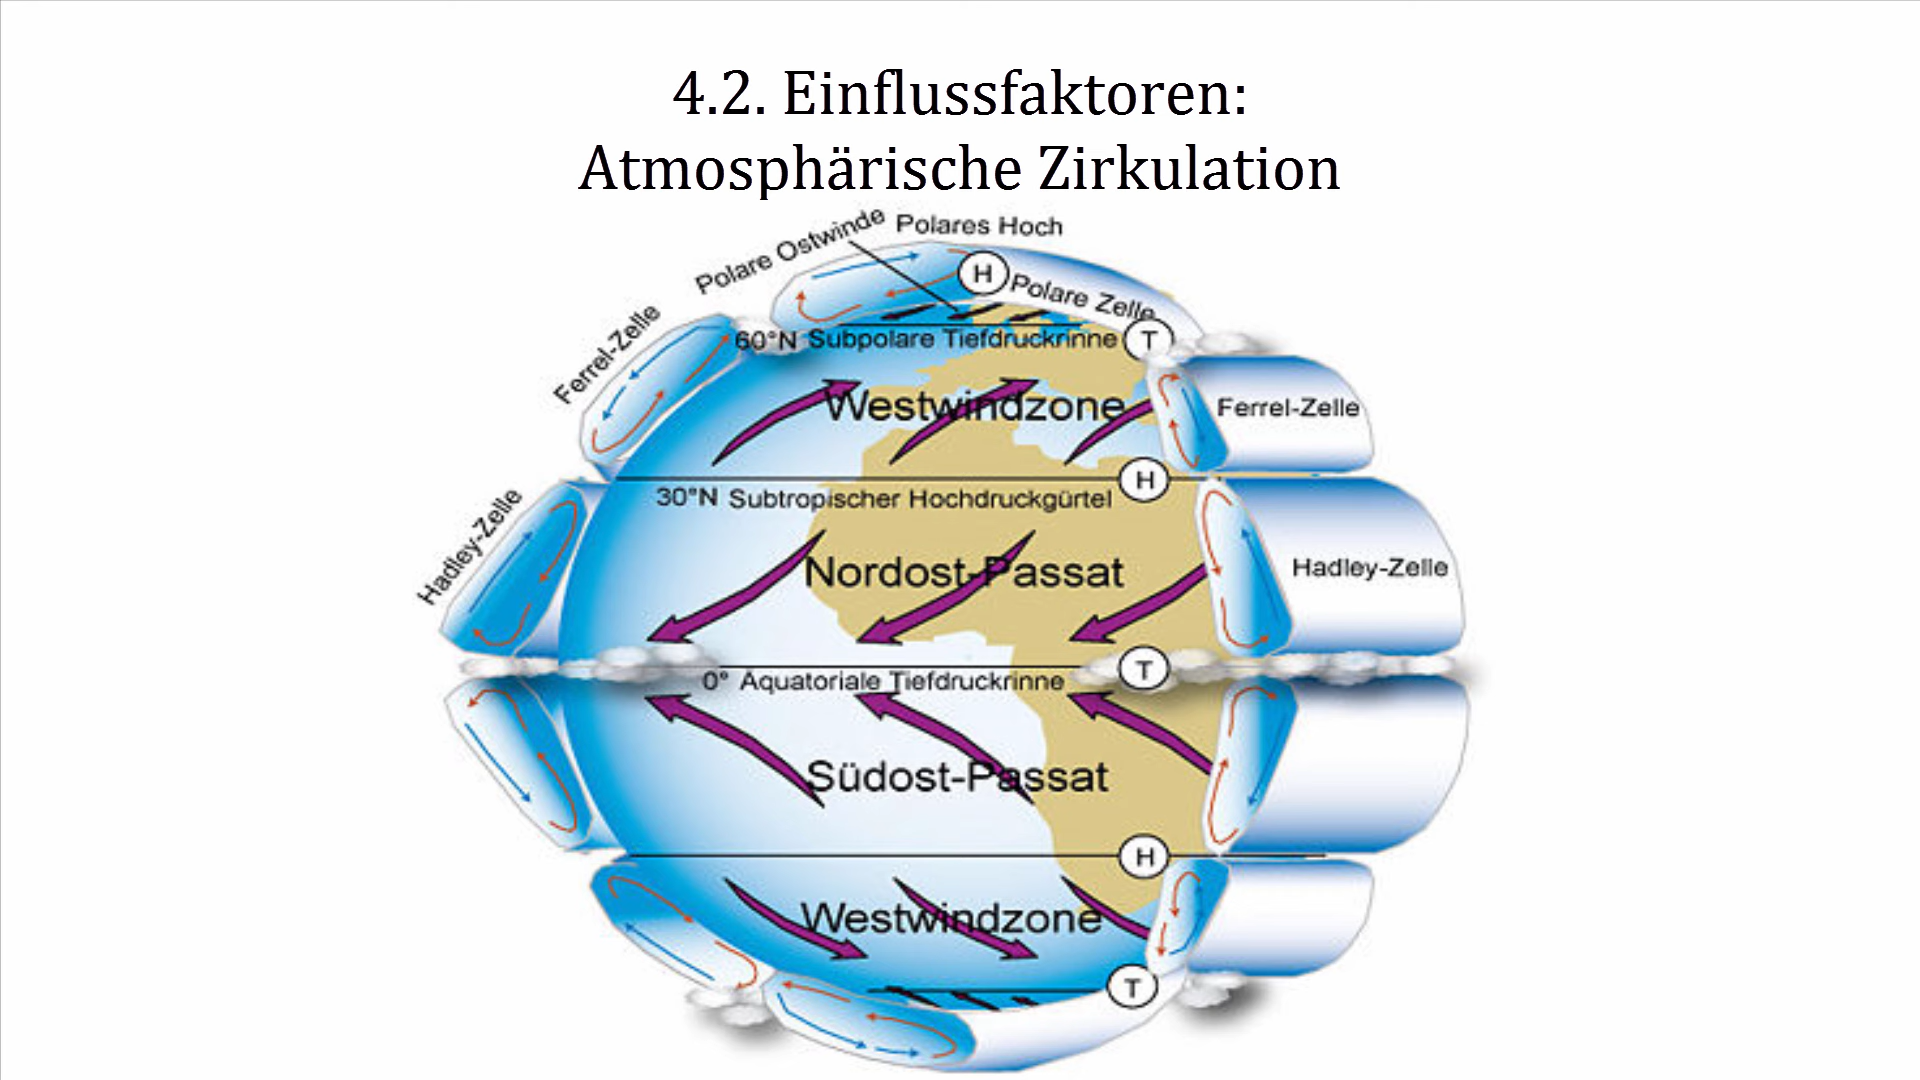 4.2. Einflussfaktoren:
Atmosphärische Zirkulation
Polare Ostwinde
Polares Hoch
H
Polare Zelle
Ferrel-Zelle
60°N Subpolare Tiefdruckrinne
T
Westwindzone
Ferrel-Zelle
H
30°N Subtropischer Hochdruckgürtel
Hadley-Zelle
Nordost-Passat
Hadley-Zelle
T
0° Äquatoriale Tiefdruckrinne
Südost-Passat
H
Westwindzone
T